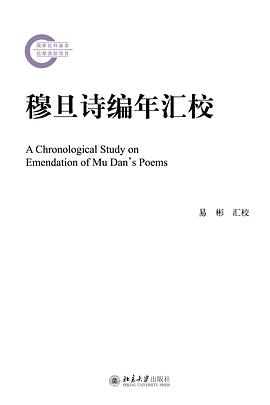 国家社科基金
后期资助项目
穆旦诗编年汇校
A Chronological Study on
Emendation of Mu Dan's Poems
易 彬 汇校
北京大学出版社
PEKING UNIVERSITY PRESS